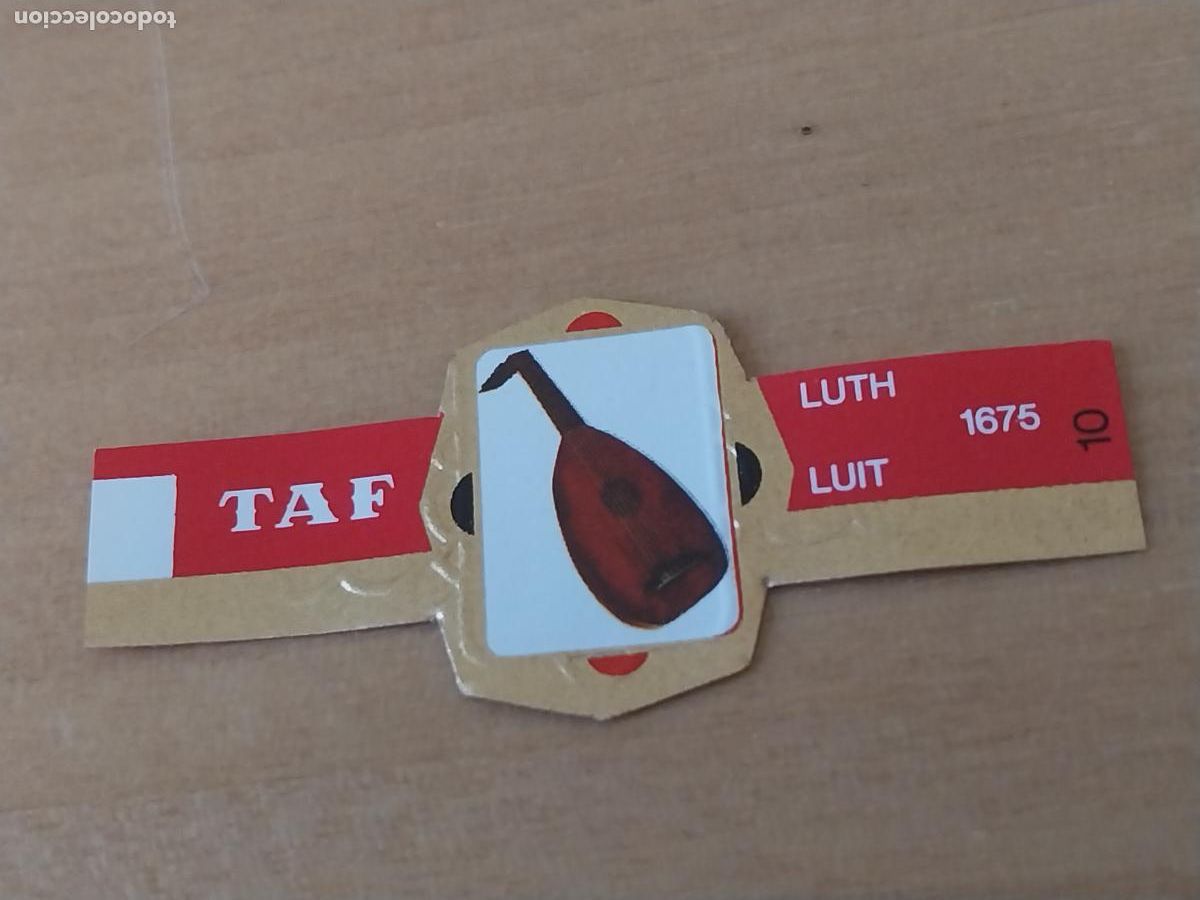 todocoleccion
TAF
LUTH
1675
LUIT
10